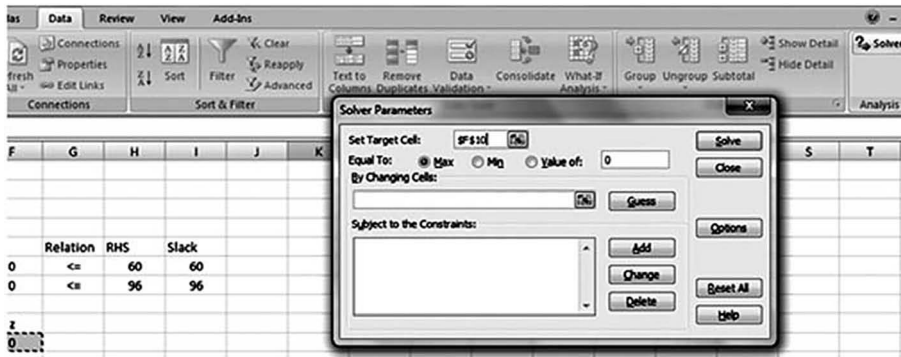 las Data Review View Add-Ins
Connections
Properties
Edit Links
fresh
All
Connections
Sort
Filter
Clear
Reapply
Advanced
Sort & Filter
Text to Columns
Remove Duplicates
Data Validation
Consolidate
What-If Analysis
Group
Ungroup
Subtotal
Show Detail
Hide Detail
Solver
Analysis
Solver Parameters
Set Target Cell: $F$10
Equal To: Max Min Value of: 0
By Changing Cells:
Guess
Subject to the Constraints:
Add
Change
Delete
Solve
Close
Options
Reset All
Help
F G H I J K S T
Relation RHS Slack
0 <= 60 60
0 <= 96 96
z
0